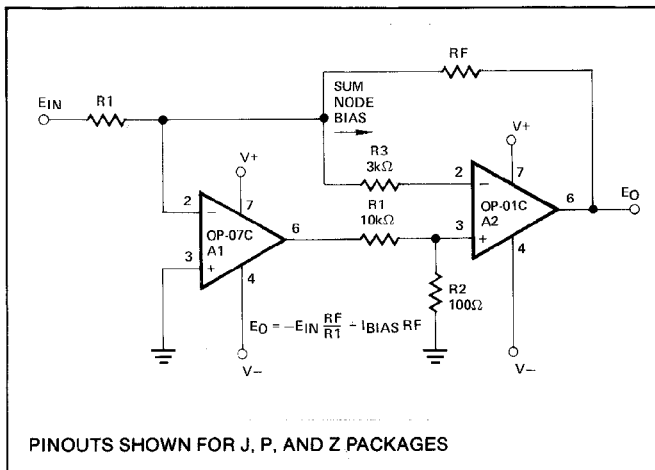 RF
SUM
NODE
BIAS
EIN
R1
R3
3kΩ
V+
V+
2
−
7
EO
OP-01C
A2
6
R1
10kΩ
2
−
7
OP-07C
A1
6
3
+
4
3
+
4
R2
100Ω
EO = −EIN RF/R1 − IBIAS RF
V−
V−
PINOUTS SHOWN FOR J, P, AND Z PACKAGES